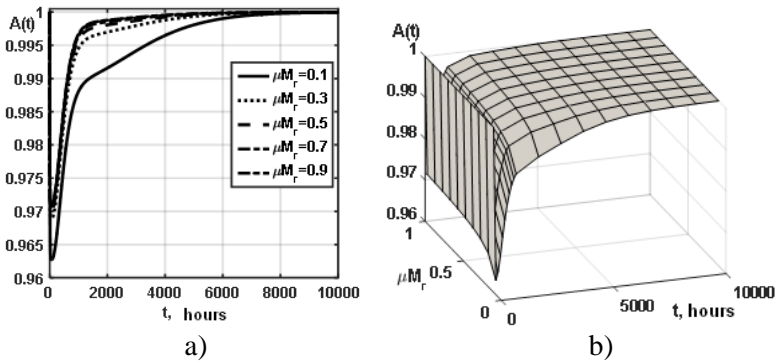 A(t)
1
0.995
0.99
0.985
0.98
0.975
0.97
0.965
0.96
0 2000 4000 6000 8000 10000
t, hours
μMr=0.1
μMr=0.3
μMr=0.5
μMr=0.7
μMr=0.9
a)
A(t)
1
0.99
0.98
0.97
0.96
1
μMr 0.5
0 0
5000
10000
t, hours
b)